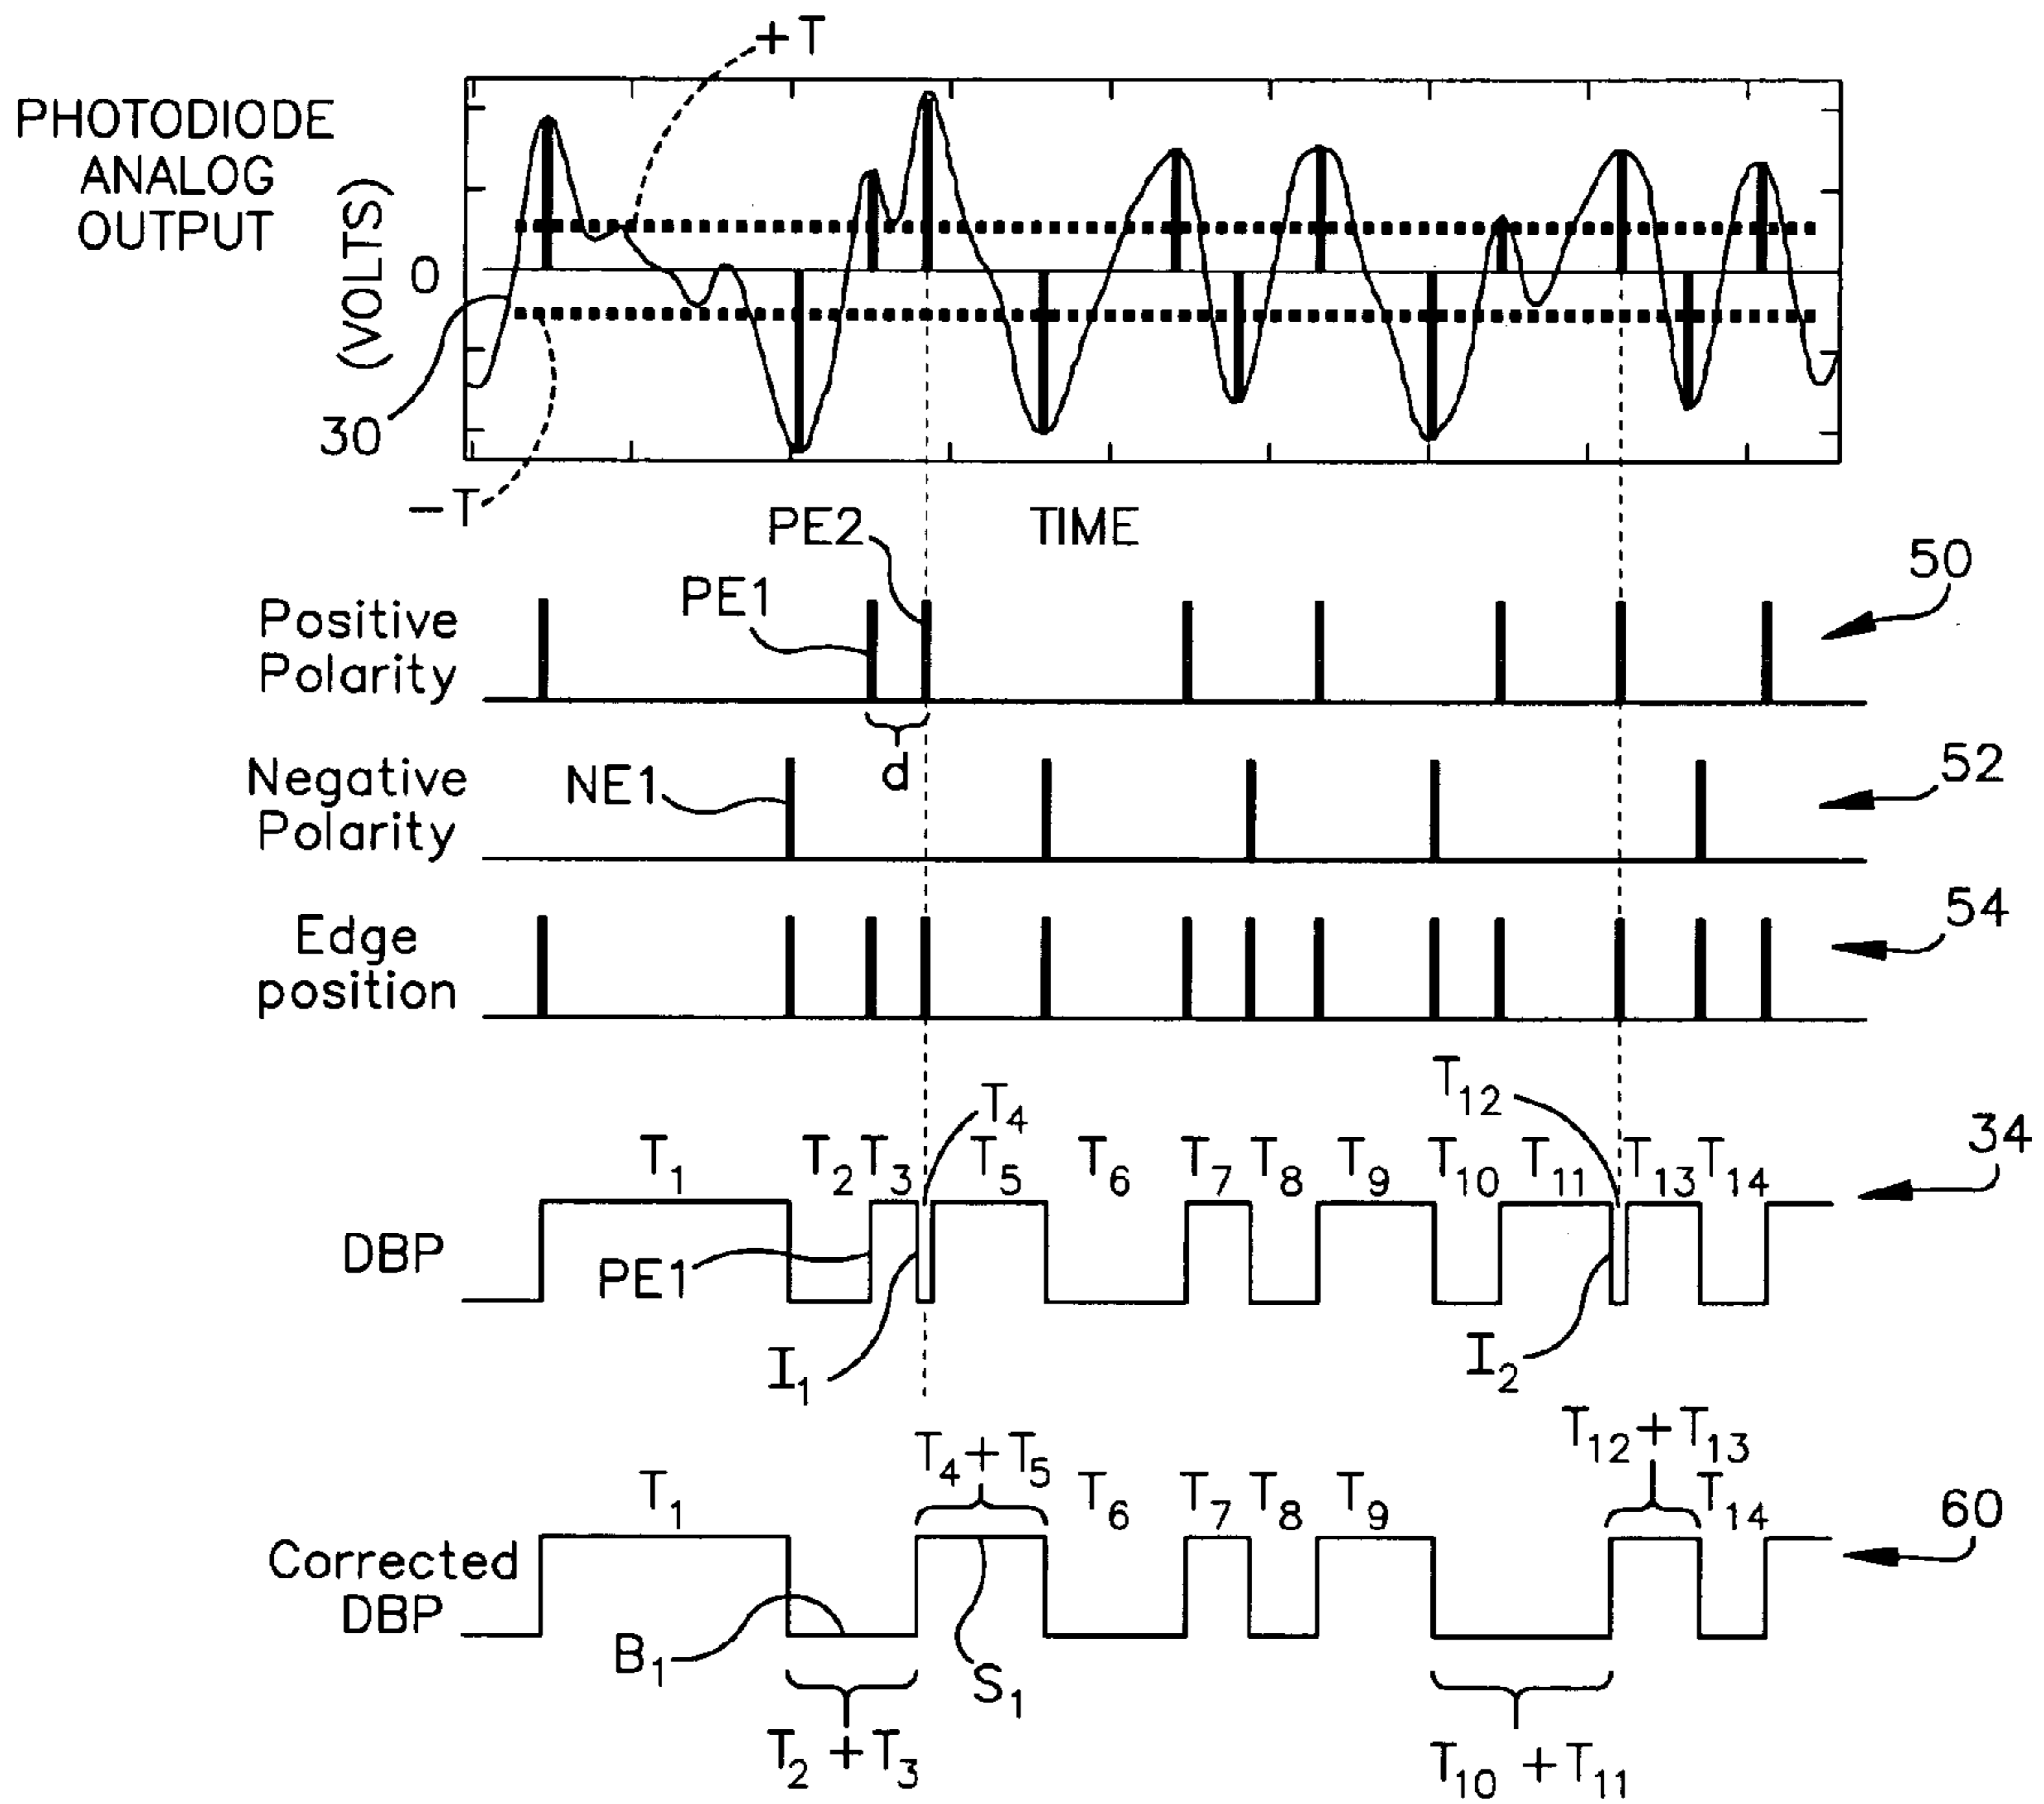 +T
PHOTODIODE
ANALOG
OUTPUT
(VOLTS)
0
30
−T
TIME
PE2
PE1
50
Positive
Polarity
d
52
Negative
Polarity
NE1
54
Edge
position
T12
T4
34
T1
T2
T3
T5
T6
T7
T8
T9
T10
T11
T13
T14
DBP
PE1
I1
I2
T12+T13
T4+T5
T1
T6
T7
T8
T9
T14
60
Corrected
DBP
B1
S1
T2+T3
T10+T11